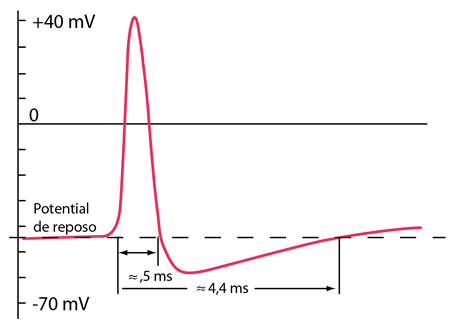 +40 mV
0
Potential
de reposo
≈,5 ms
≈4,4 ms
-70 mV